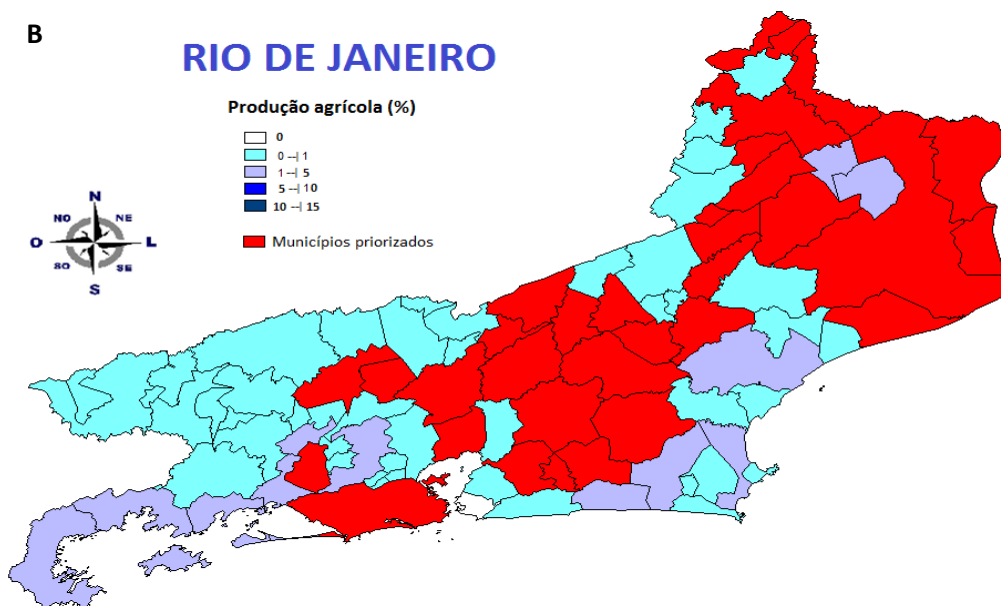 B
RIO DE JANEIRO
Produção agrícola (%)
0
0 --| 1
1 --| 5
5 --| 10
10 --| 15
Municípios priorizados
N
NO NE
O L
SO SE
S